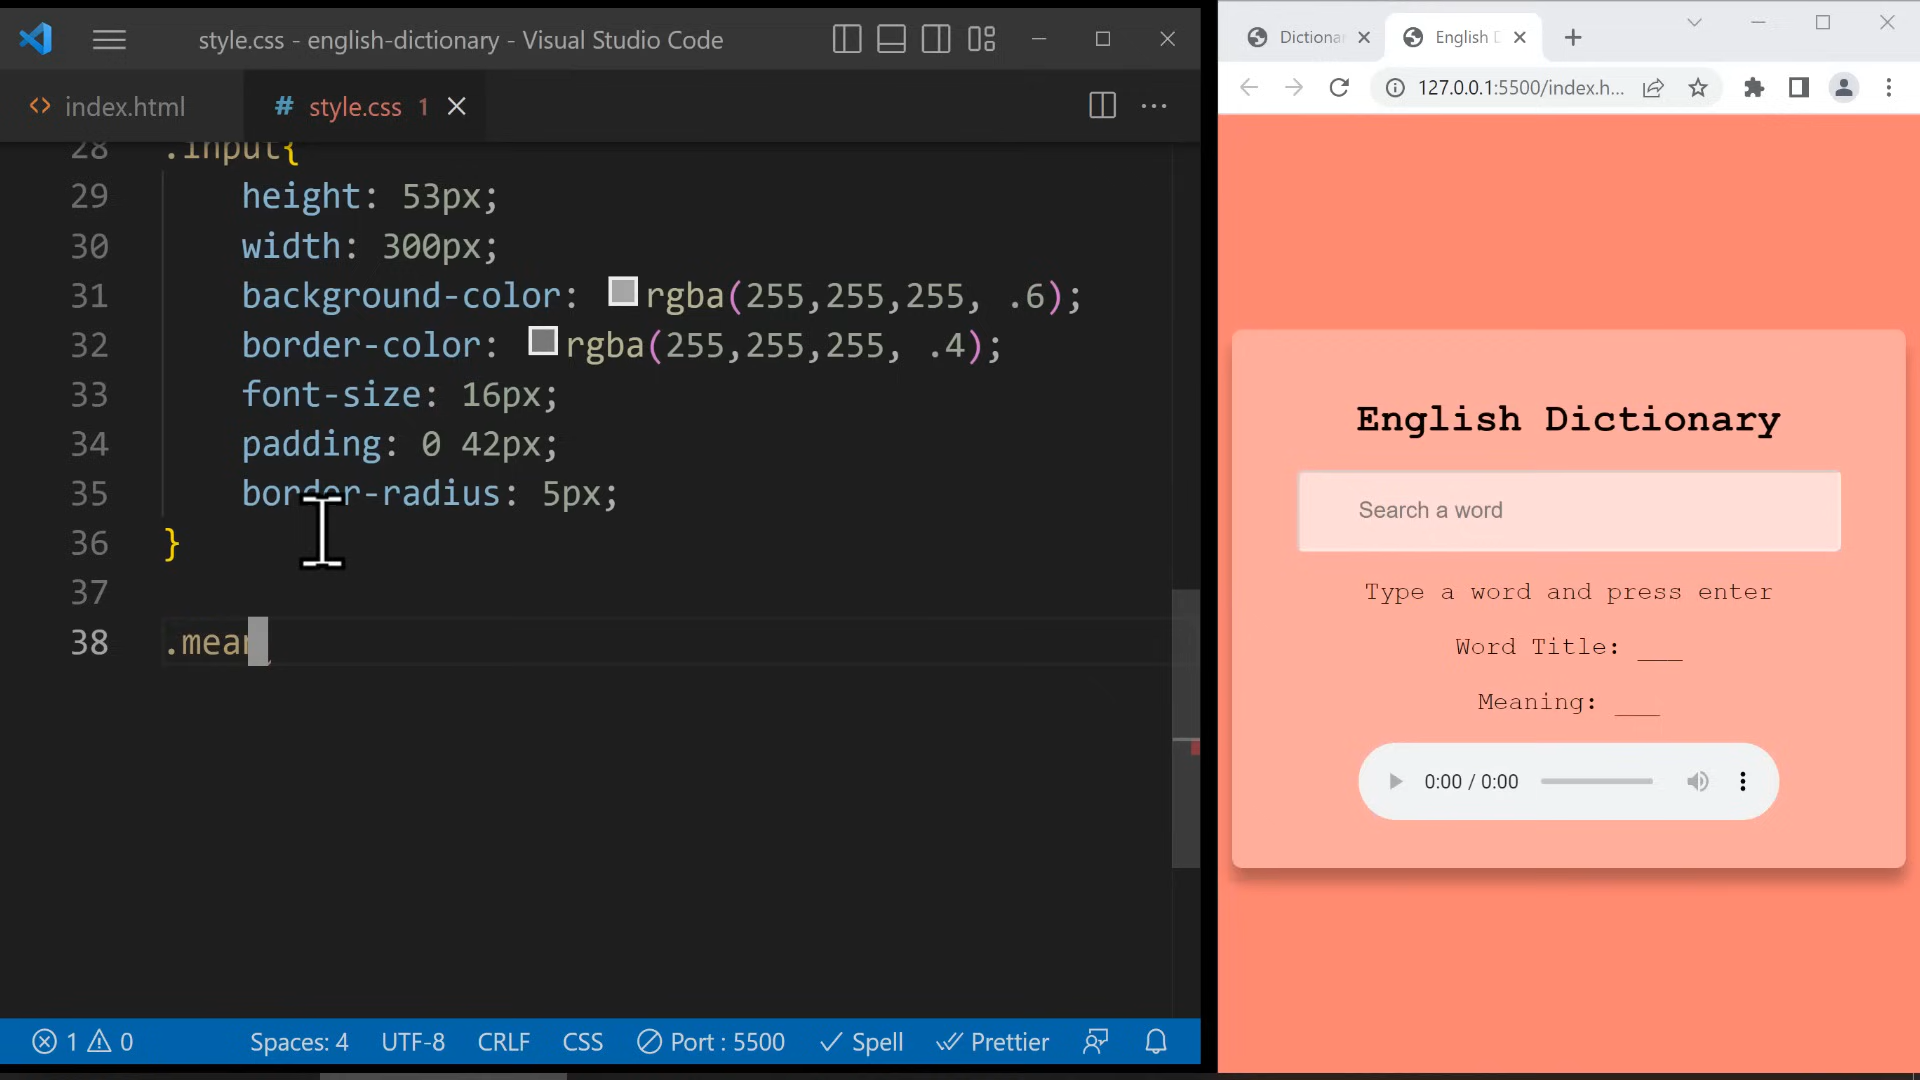 style.css - english-dictionary - Visual Studio Code
index.html
# style.css 1
28 .input{
29 height: 53px;
30 width: 300px;
31 background-color: rgba(255,255,255, .6);
32 border-color: rgba(255,255,255, .4);
33 font-size: 16px;
34 padding: 0 42px;
35 border-radius: 5px;
36 }
37
38 .mean
1 0 Spaces: 4 UTF-8 CRLF CSS Port : 5500 Spell Prettier
Dictiona
English D
127.0.0.1:5500/index.h...
English Dictionary
Search a word
Type a word and press enter
Word Title: ___
Meaning: ___
0:00 / 0:00